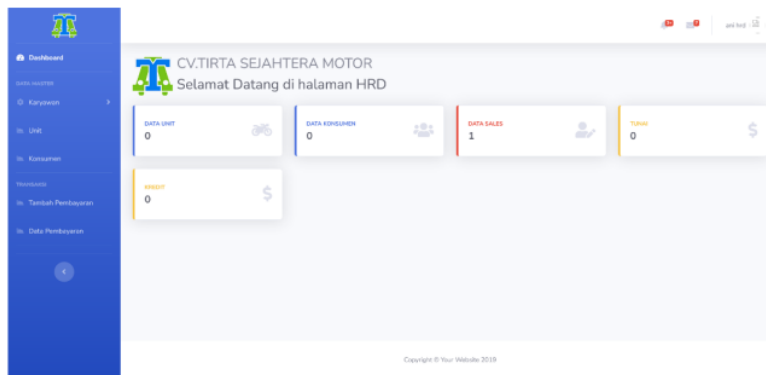 Dashboard
DATA MASTER
Karyawan
Unit
Konsumen
TRANSAKSI
Tambah Pembayaran
Data Pembayaran
CV.TIRTA SEJAHTERA MOTOR
Selamat Datang di halaman HRD
DATA UNIT
0
DATA KONSUMEN
0
DATA SALES
1
TUNAI
0
KREDIT
0
Copyright © Your Website 2019